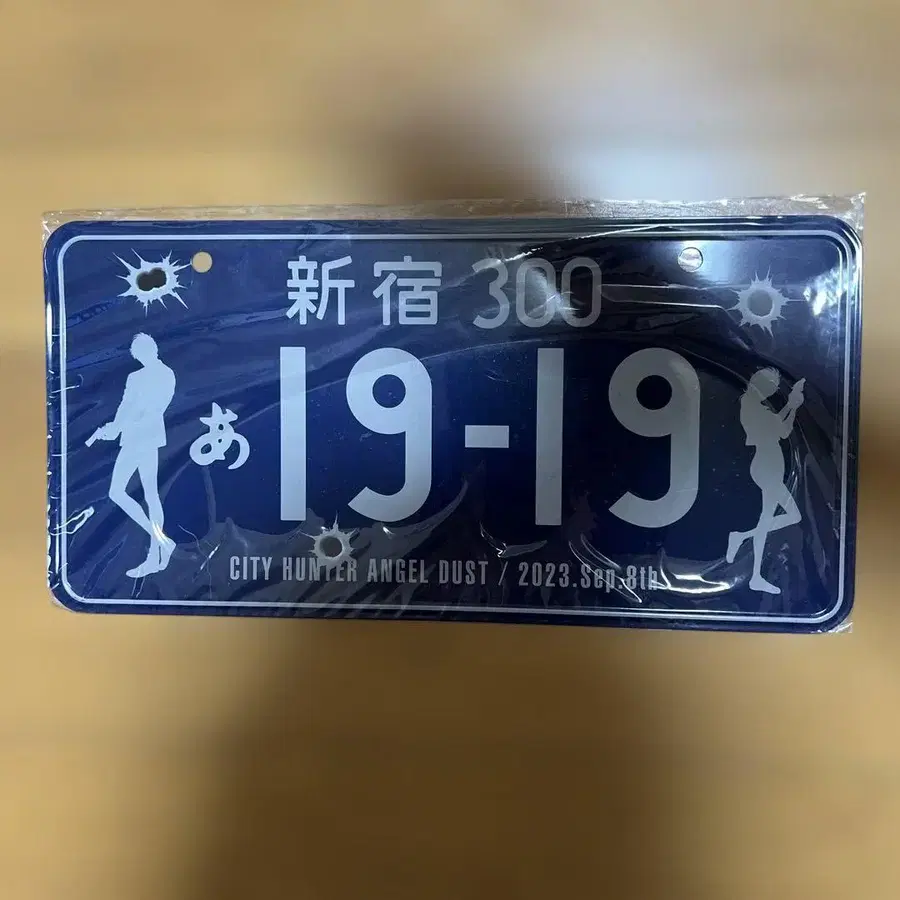 新宿 300
あ 19-19
CITY HUNTER ANGEL DUST / 2023.Sep.8th